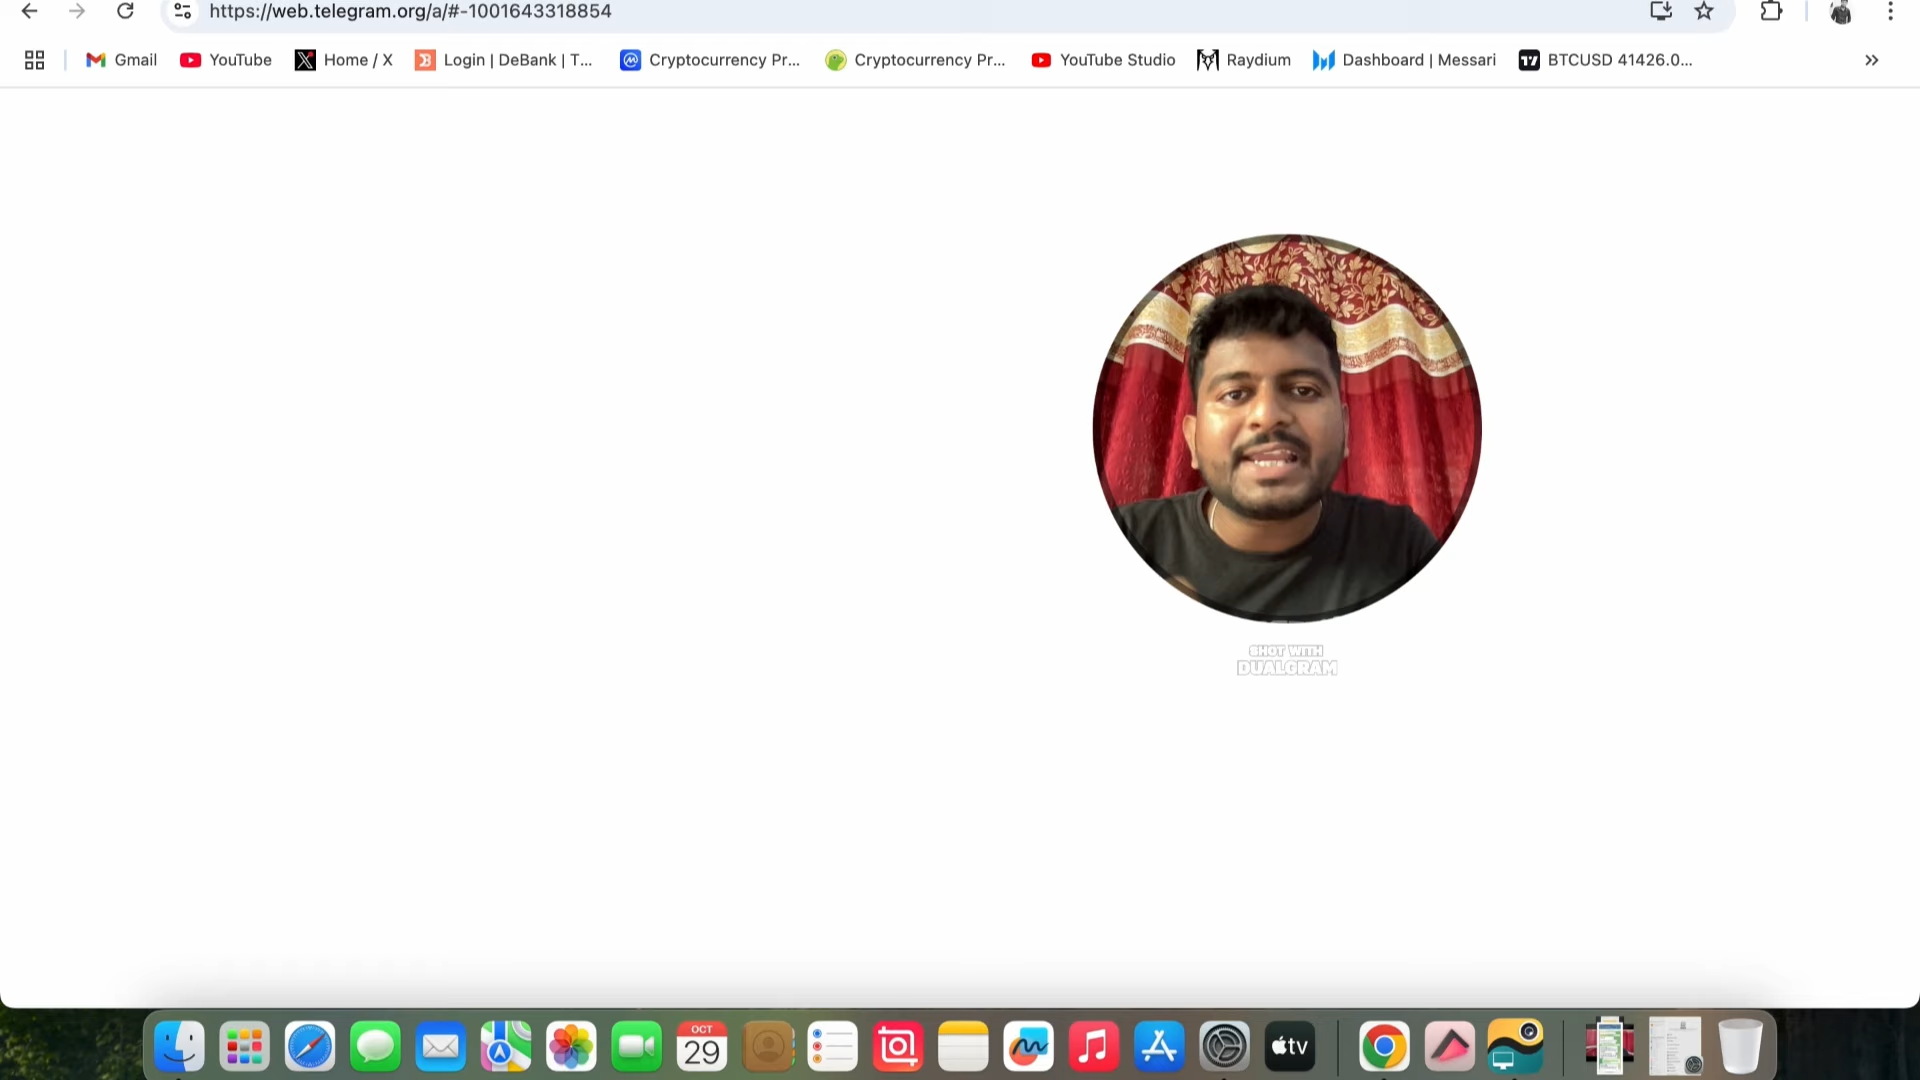 https://web.telegram.org/a/#-1001643318854
Gmail YouTube Home / X Login | DeBank | T... Cryptocurrency Pr... Cryptocurrency Pr... YouTube Studio Raydium Dashboard | Messari BTCUSD 41426.0...
SHOT WITH
DUALGRAM
OCT
29
tv